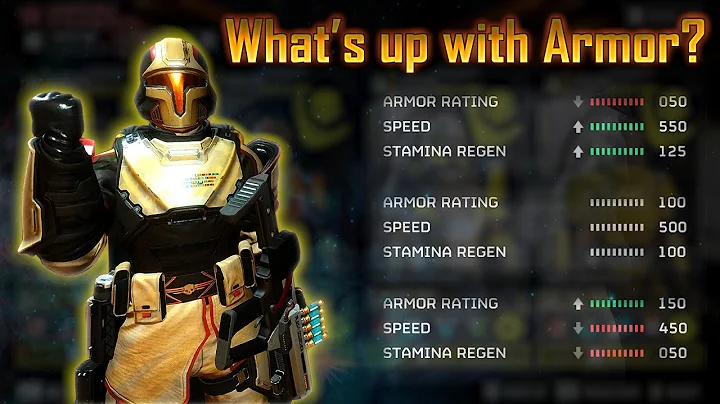 What's up with Armor?
ARMOR RATING 050
SPEED 550
STAMINA REGEN 125
ARMOR RATING 100
SPEED 500
STAMINA REGEN 100
ARMOR RATING 150
SPEED 450
STAMINA REGEN 050